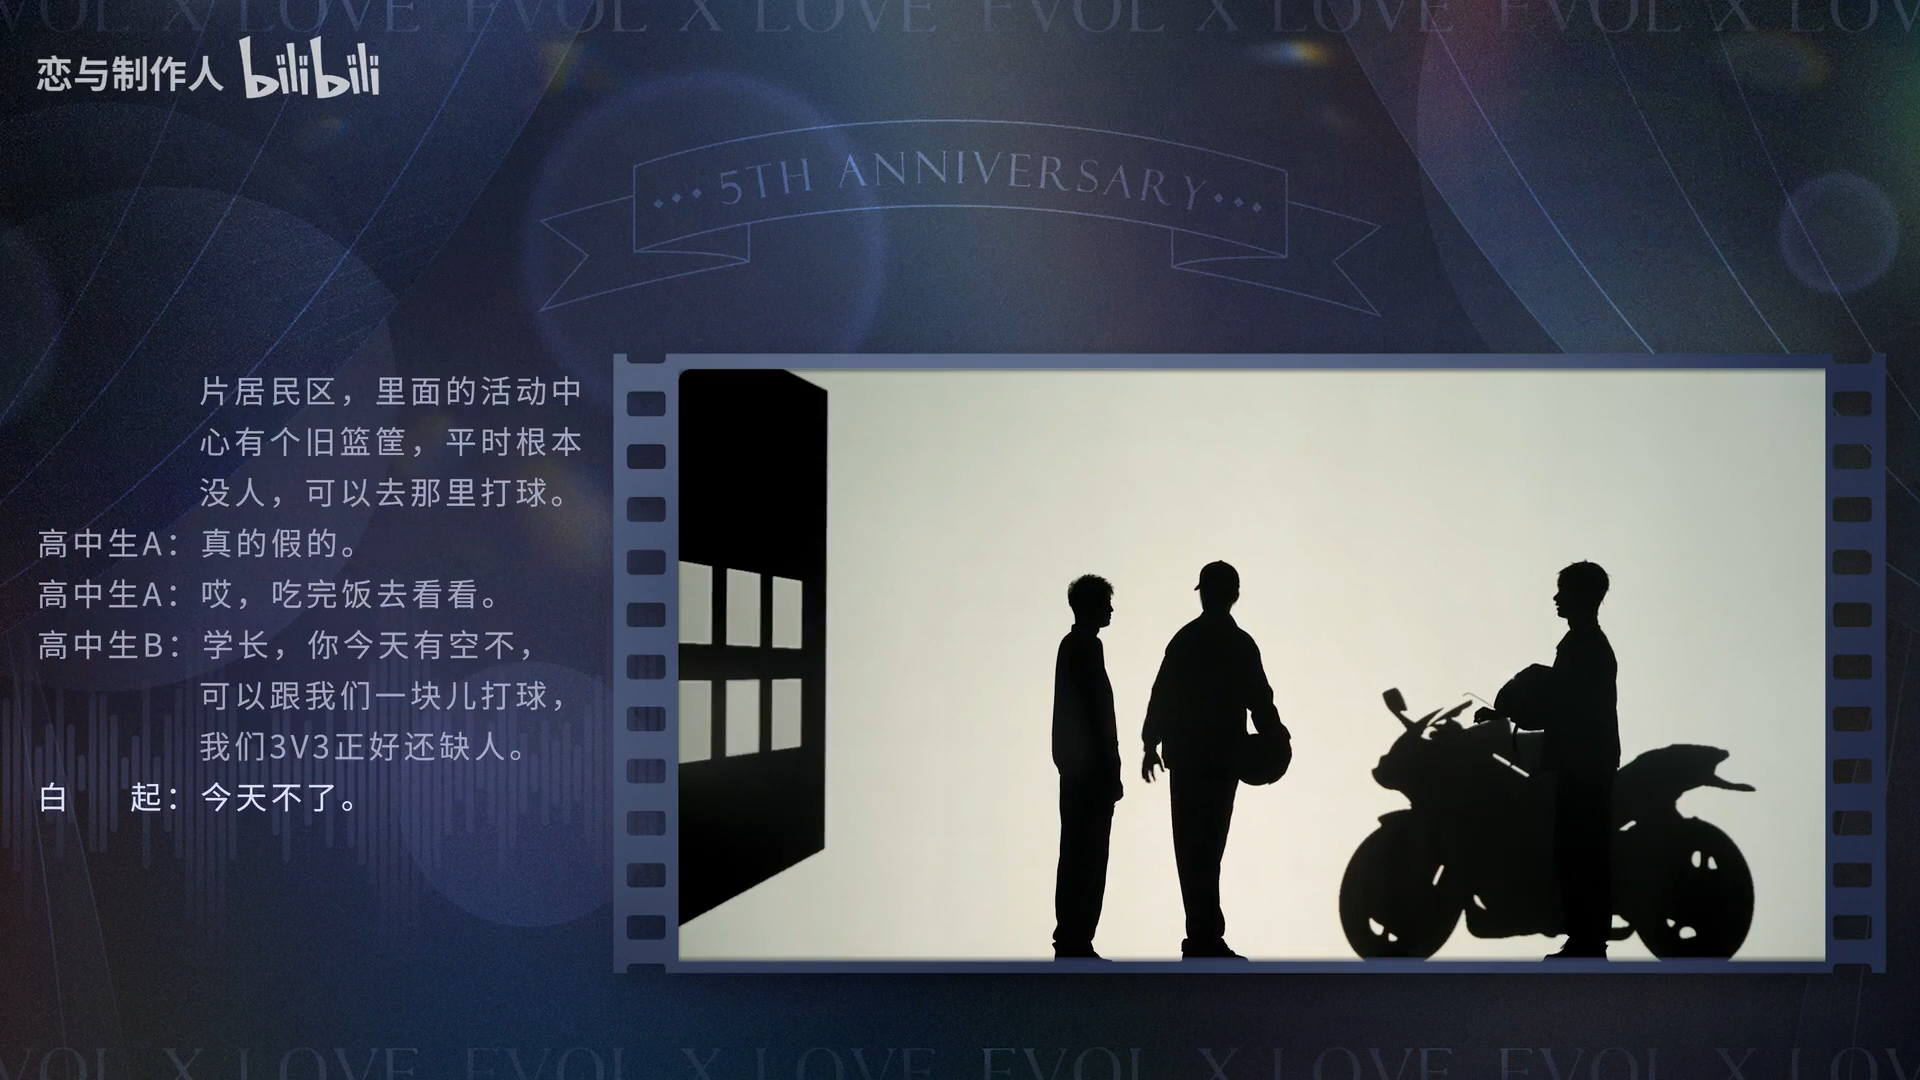 EVOL X LOVE EVOL X LOVE EVOL X LOVE EVOL X LOV
恋与制作人 bilibili
5TH ANNIVERSARY
片居民区，里面的活动中
心有个旧篮筐，平时根本
没人，可以去那里打球。
高中生A：真的假的。
高中生A：哎，吃完饭去看看。
高中生B：学长，你今天有空不，
可以跟我们一块儿打球，
我们3V3正好还缺人。
白 起：今天不了。
VOL X LOVE EVOL X LOVE EVOL X LOVE EVOL X LOV